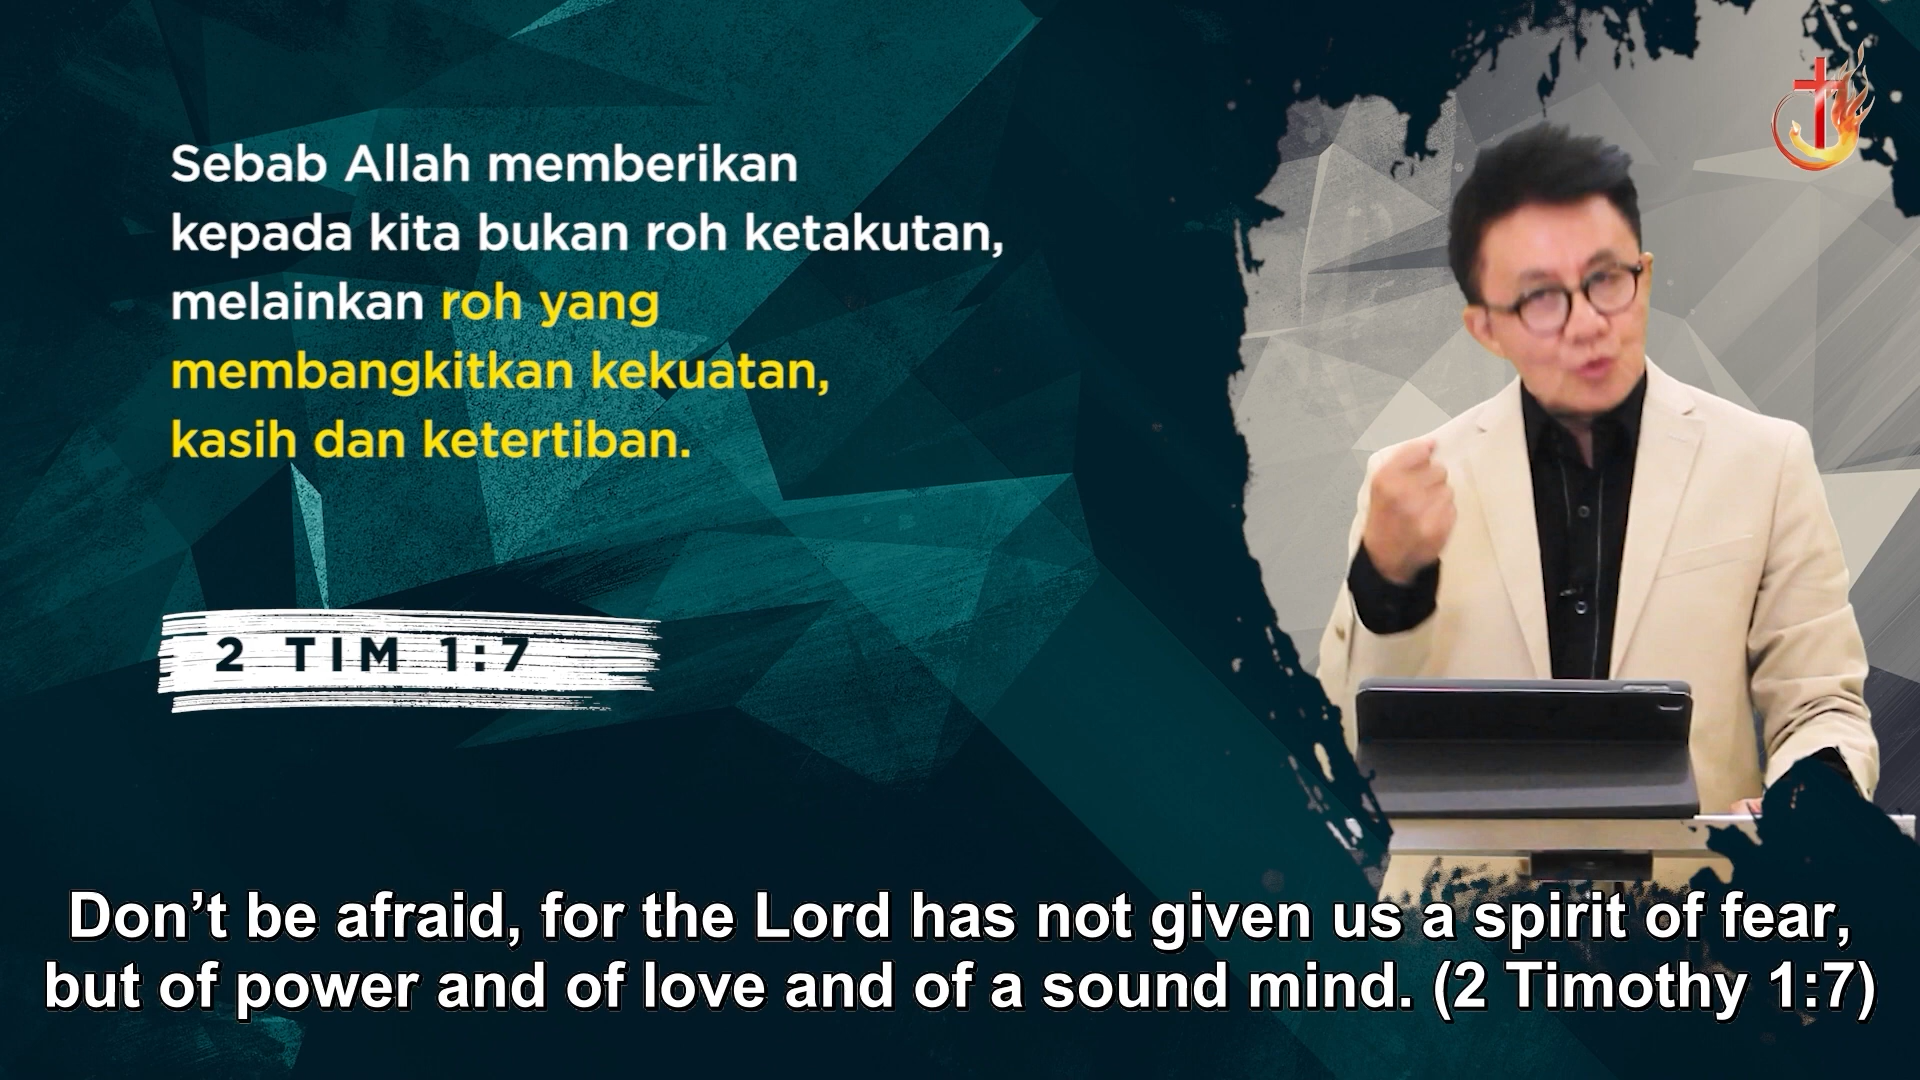 Sebab Allah memberikan
kepada kita bukan roh ketakutan,
melainkan roh yang
membangkitkan kekuatan,
kasih dan ketertiban.
2 TIM 1:7
Don’t be afraid, for the Lord has not given us a spirit of fear,
but of power and of love and of a sound mind. (2 Timothy 1:7)